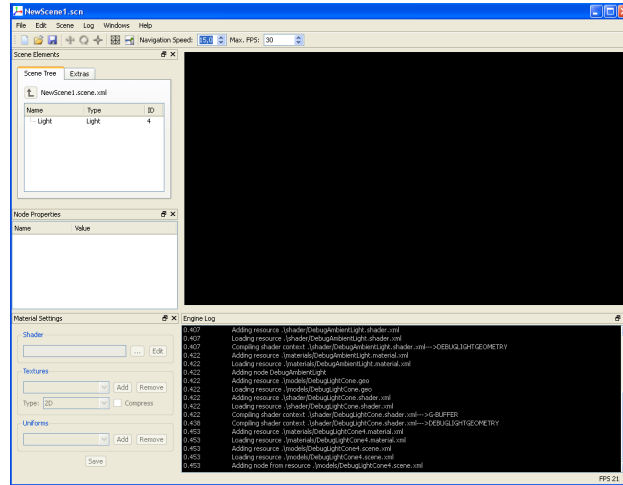 NewScene1.scn
File Edit Scene Log Windows Help
Navigation Speed: 15,0 Max. FPS: 30
Scene Elements
Scene Tree Extras
NewScene1.scene.xml
Name Type ID
Light Light 4
Node Properties
Name Value
Material Settings
Shader
... Edit
Textures
Add Remove
Type: 2D Compress
Uniforms
Add Remove
Save
Engine Log
0.407 Adding resource .\shader/DebugAmbientLight.shader.xml
0.407 Loading resource .\shader/DebugAmbientLight.shader.xml
0.407 Compiling shader context .\shader/DebugAmbientLight.shader.xml--->DEBUGLIGHTGEOMETRY
0.422 Adding resource .\materials/DebugAmbientLight.material.xml
0.422 Loading resource .\materials/DebugAmbientLight.material.xml
0.422 Adding node DebugAmbientLight
0.422 Adding resource .\models/DebugLightCone.geo
0.422 Loading resource .\models/DebugLightCone.geo
0.422 Adding resource .\shader/DebugLightCone.shader.xml
0.422 Loading resource .\shader/DebugLightCone.shader.xml
0.422 Compiling shader context .\shader/DebugLightCone.shader.xml--->G-BUFFER
0.438 Compiling shader context .\shader/DebugLightCone.shader.xml--->DEBUGLIGHTGEOMETRY
0.453 Adding resource .\materials/DebugLightCone4.material.xml
0.453 Loading resource .\materials/DebugLightCone4.material.xml
0.453 Adding resource .\models/DebugLightCone4.scene.xml
0.453 Loading resource .\models/DebugLightCone4.scene.xml
0.453 Adding node from resource .\models/DebugLightCone4.scene.xml
FPS 21